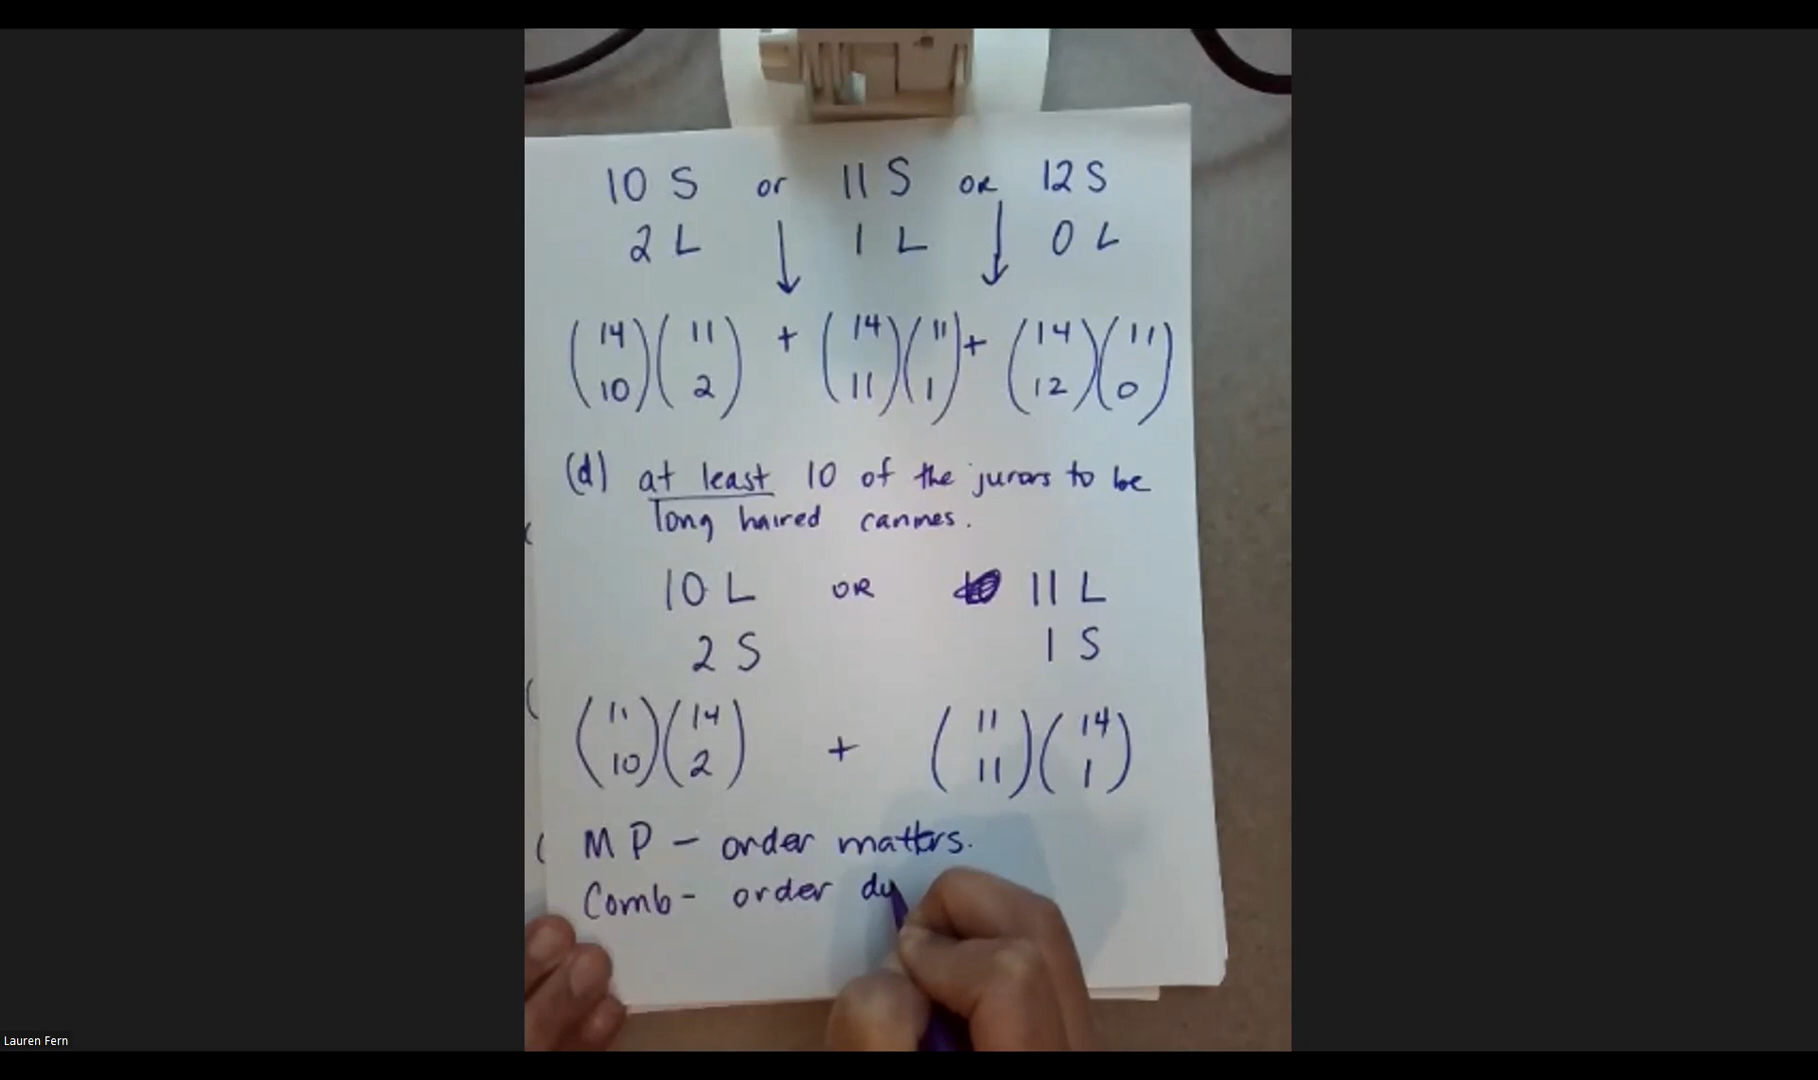 10 S or 11 S or 12 S
2 L 1 L 0 L
(14 10)(11 2) + (14 11)(11 1) + (14 12)(11 0)
(d) at least 10 of the jurors to be
long haired canines.
10 L OR 11 L
2 S 1 S
(11 10)(14 2) + (11 11)(14 1)
MP - order matters.
Comb - order
Lauren Fern